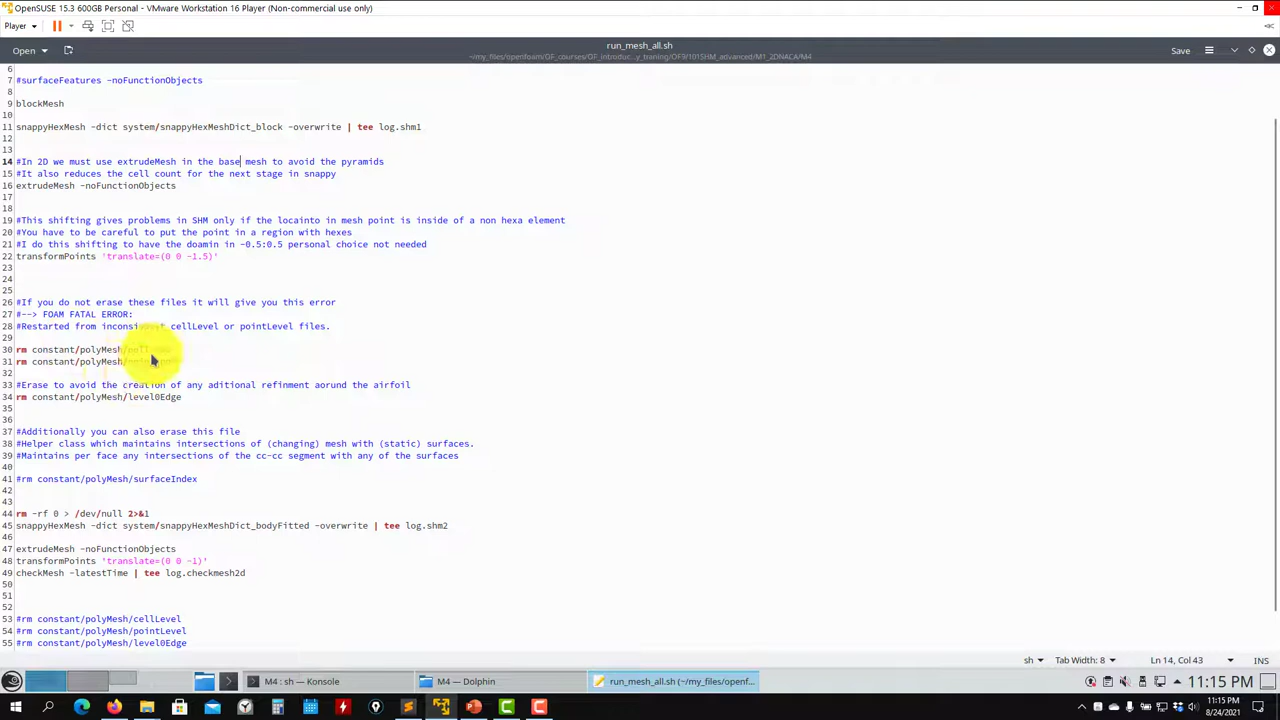 OpenSUSE 15.3 600GB Personal - VMware Workstation 16 Player (Non-commercial use only)
Player
Open
run_mesh_all.sh
Save
6
7 #surfaceFeatures -noFunctionObjects
8
9 blockMesh
10
11 snappyHexMesh -dict system/snappyHexMeshDict_block -overwrite | tee log.shm1
12
13
14 #In 2D we must use extrudeMesh in the base mesh to avoid the pyramids
15 #It also reduces the cell count for the next stage in snappy
16 extrudeMesh -noFunctionObjects
17
18
19 #This shifting gives problems in SHM only if the locainto in mesh point is inside of a non hexa element
20 #You have to be careful to put the point in a region with hexes
21 #I do this shifting to have the doamin in -0.5:0.5 personal choice not needed
22 transformPoints 'translate=(0 0 -1.5)'
23
24
25
26 #If you do not erase these files it will give you this error
27 #--> FOAM FATAL ERROR:
28 #Restarted from inconsistent cellLevel or pointLevel files.
29
30 rm constant/polyMesh/
31 rm constant/polyMesh/
32
33 #Erase to avoid the creation of any aditional refinment aorund the airfoil
34 rm constant/polyMesh/level0Edge
35
36
37 #Additionally you can also erase this file
38 #Helper class which maintains intersections of (changing) mesh with (static) surfaces.
39 #Maintains per face any intersections of the cc-cc segment with any of the surfaces
40
41 #rm constant/polyMesh/surfaceIndex
42
43
44 rm -rf 0 > /dev/null 2>&1
45 snappyHexMesh -dict system/snappyHexMeshDict_bodyFitted -overwrite | tee log.shm2
46
47 extrudeMesh -noFunctionObjects
48 transformPoints 'translate=(0 0 -1)'
49 checkMesh -latestTime | tee log.checkmesh2d
50
51
52
53 #rm constant/polyMesh/cellLevel
54 #rm constant/polyMesh/pointLevel
55 #rm constant/polyMesh/level0Edge
sh Tab Width: 8 Ln 14, Col 43 INS
M4 : sh — Konsole
M4 — Dolphin
run_mesh_all.sh (~/my_files/openf...
11:15 PM
11:15 PM
8/24/2021